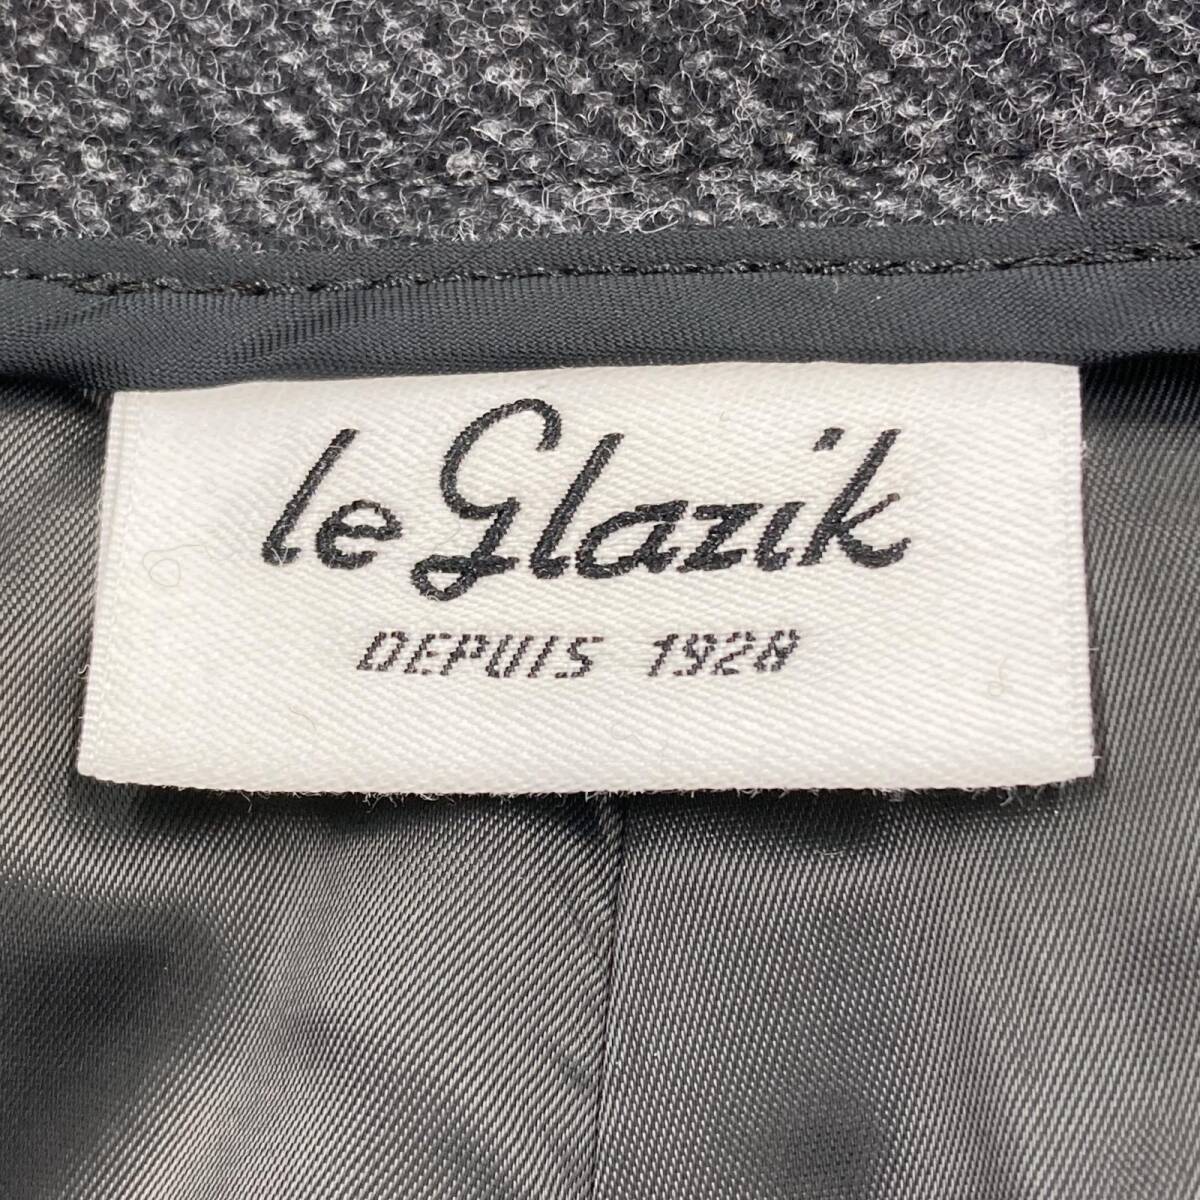 le Glazik
DEPUIS 1928